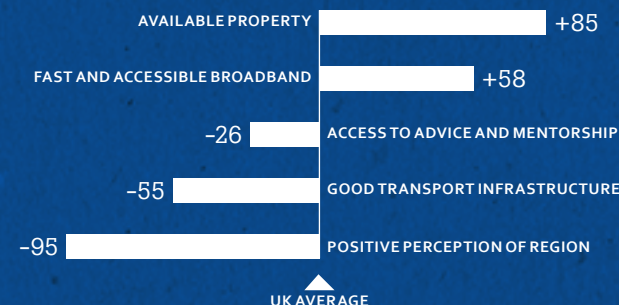 AVAILABLE PROPERTY +85
FAST AND ACCESSIBLE BROADBAND +58
-26 ACCESS TO ADVICE AND MENTORSHIP
-55 GOOD TRANSPORT INFRASTRUCTURE
-95 POSITIVE PERCEPTION OF REGION
UK AVERAGE